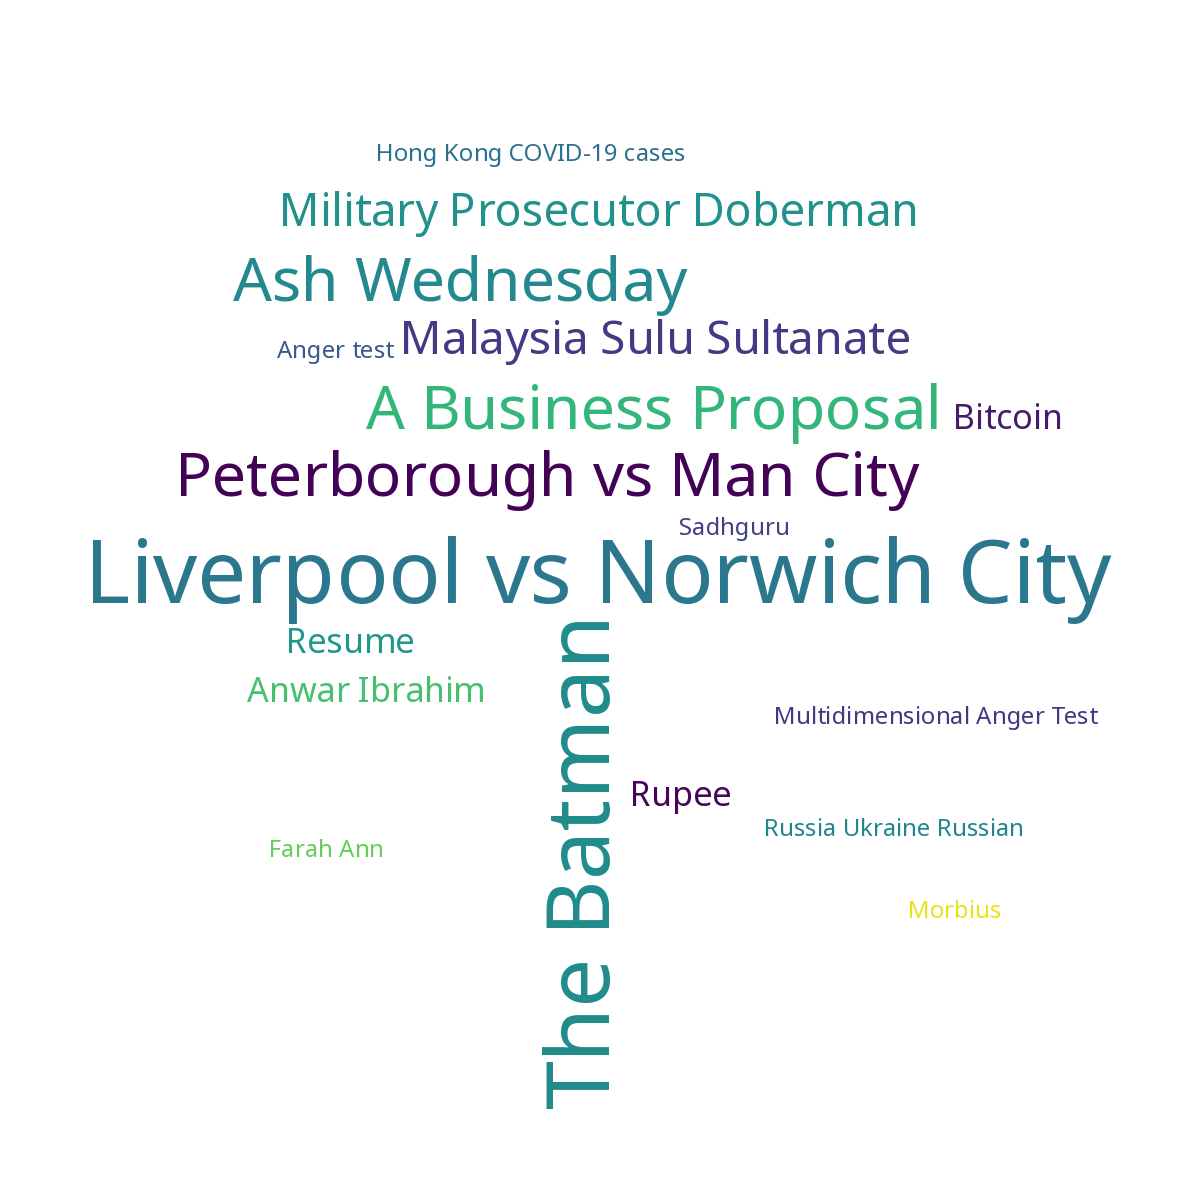 Hong Kong COVID-19 cases
Military Prosecutor Doberman
Ash Wednesday
Anger test
Malaysia Sulu Sultanate
A Business Proposal
Bitcoin
Peterborough vs Man City
Sadhguru
Liverpool vs Norwich City
Resume
The Batman
Anwar Ibrahim
Multidimensional Anger Test
Rupee
Russia Ukraine Russian
Farah Ann
Morbius